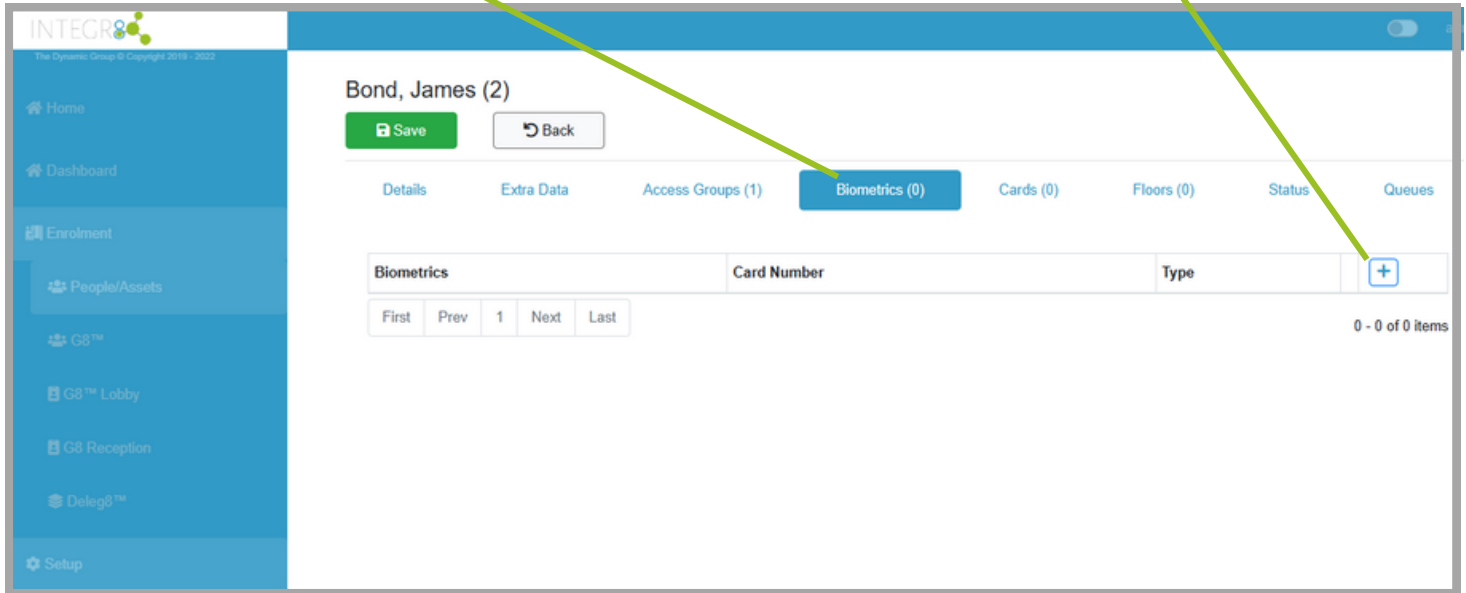 INTEGR8
The Dynamic Group © Copyright 2019 - 2022
Home
Dashboard
Enrolment
People/Assets
G8™
G8™ Lobby
G8 Reception
Deleg8™
Setup
Bond, James (2)
Save Back
Details Extra Data Access Groups (1) Biometrics (0) Cards (0) Floors (0) Status Queues
Biometrics Card Number Type +
First Prev 1 Next Last
0 - 0 of 0 items